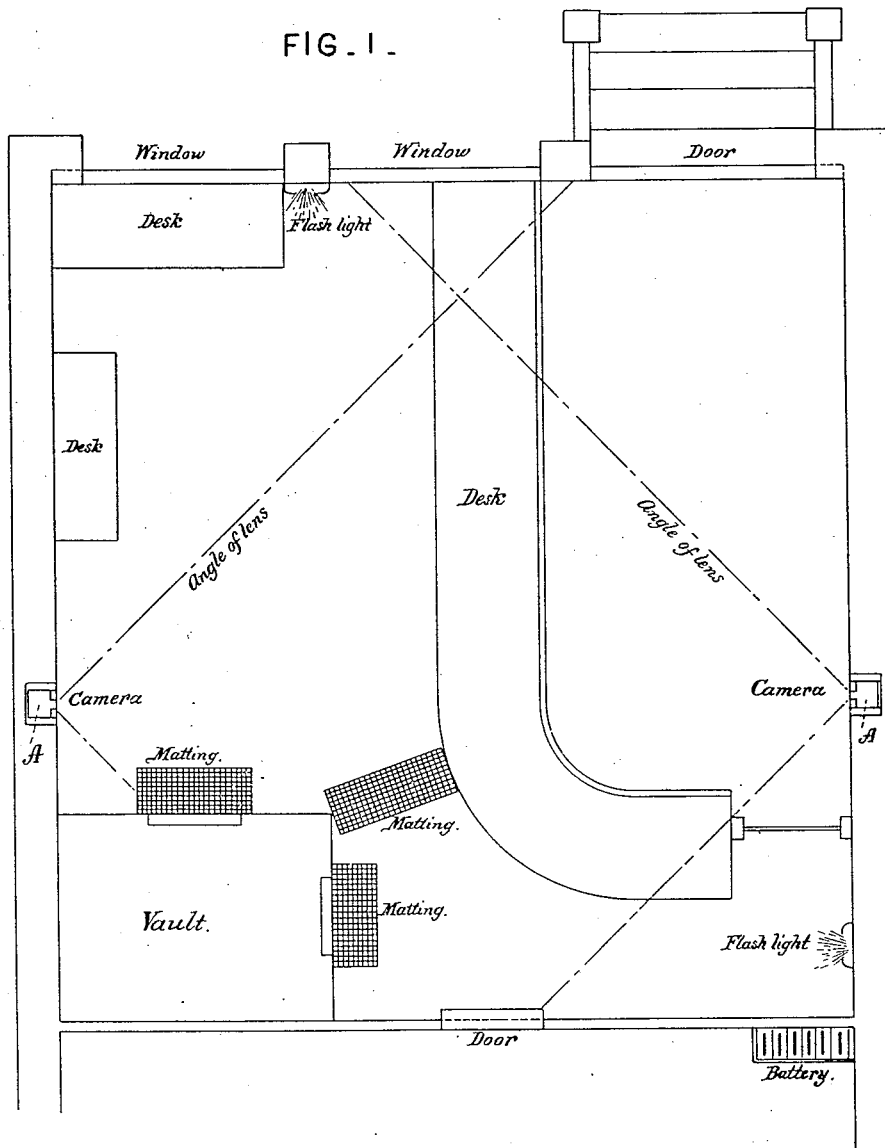 FIG_1_
Window
Window
Door
Desk
Flash light
Desk
Desk
Angle of lens
Angle of lens
Camera
Camera
A
A
Matting.
Matting.
Vault.
Matting.
Flash light
Door
Battery.